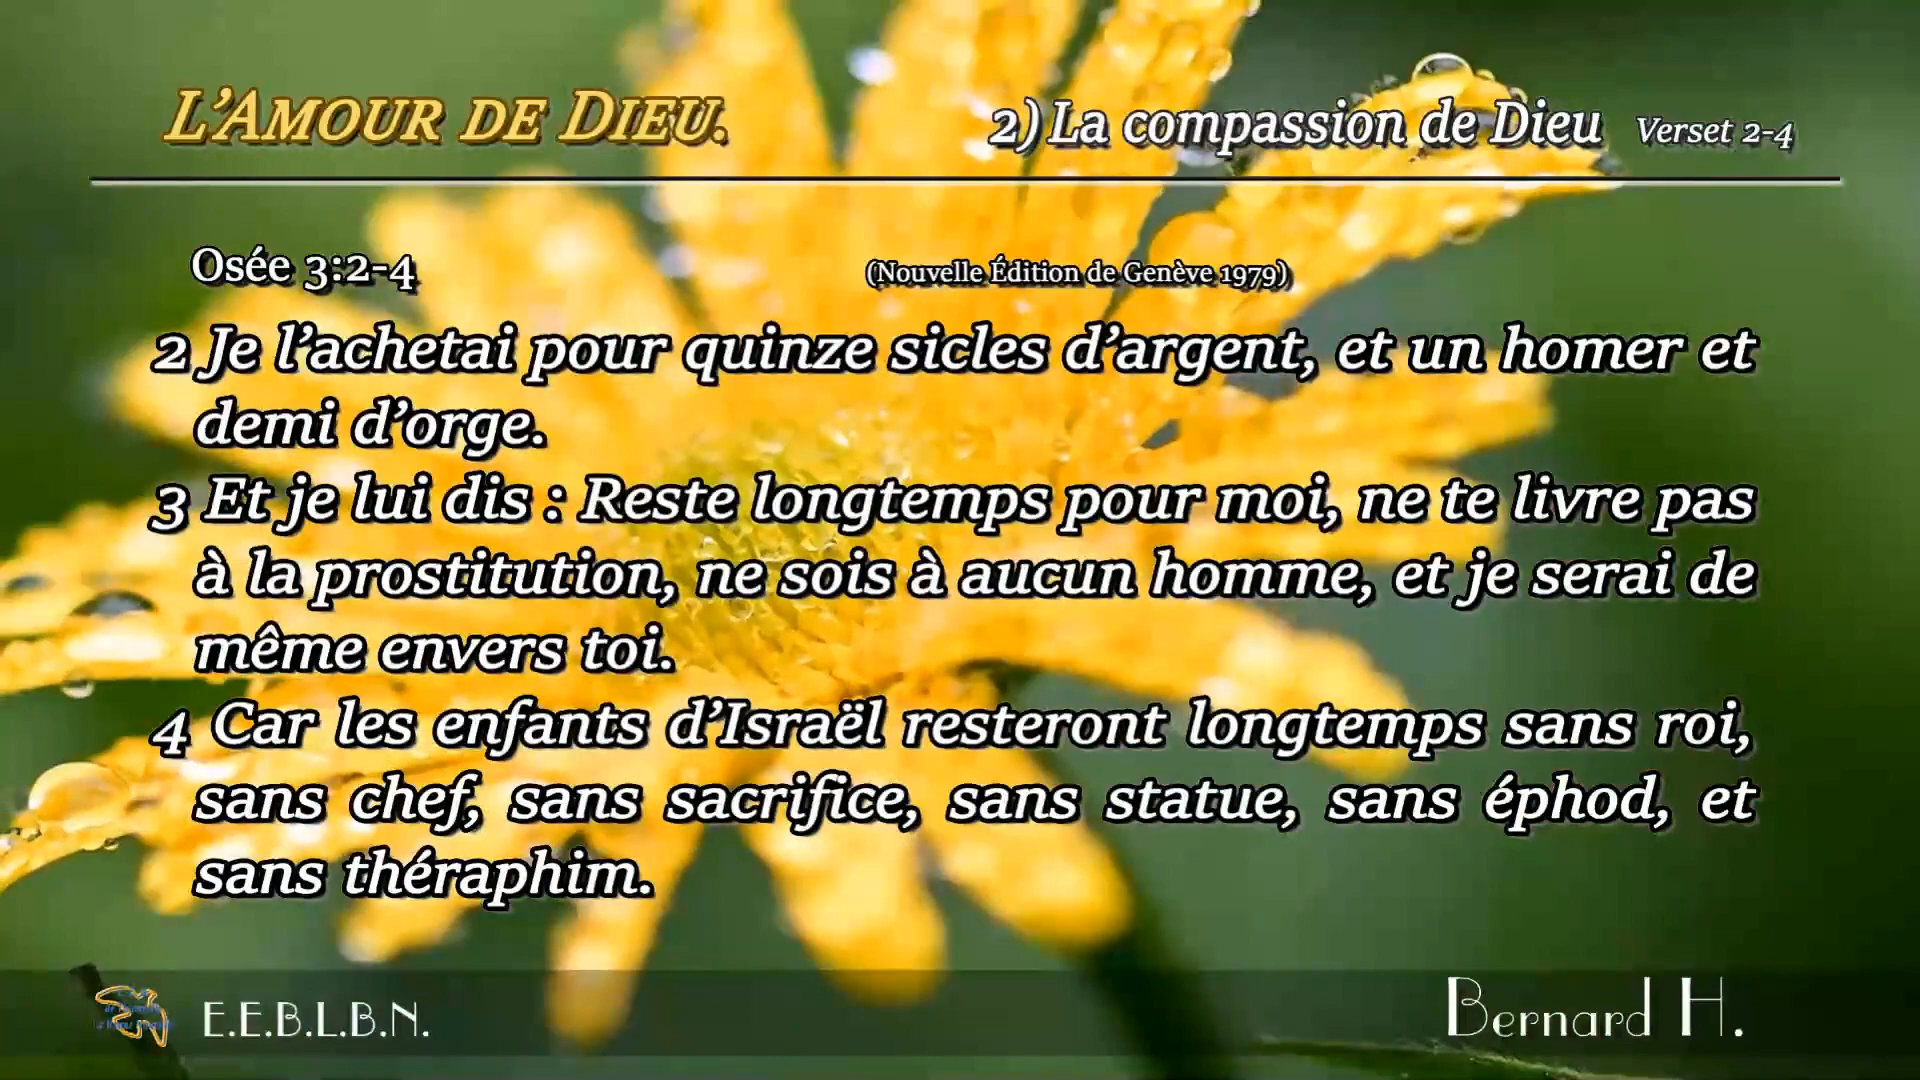 L'Amour de Dieu.
2) La compassion de Dieu Verset 2-4
Osée 3:2-4
(Nouvelle Édition de Genève 1979)
2 Je l'achetai pour quinze sicles d'argent, et un homer et
demi d'orge.
3 Et je lui dis : Reste longtemps pour moi, ne te livre pas
à la prostitution, ne sois à aucun homme, et je serai de
même envers toi.
4 Car les enfants d'Israël resteront longtemps sans roi,
sans chef, sans sacrifice, sans statue, sans éphod, et
sans théraphim.
E.E.B.L.B.N.
Bernard H.